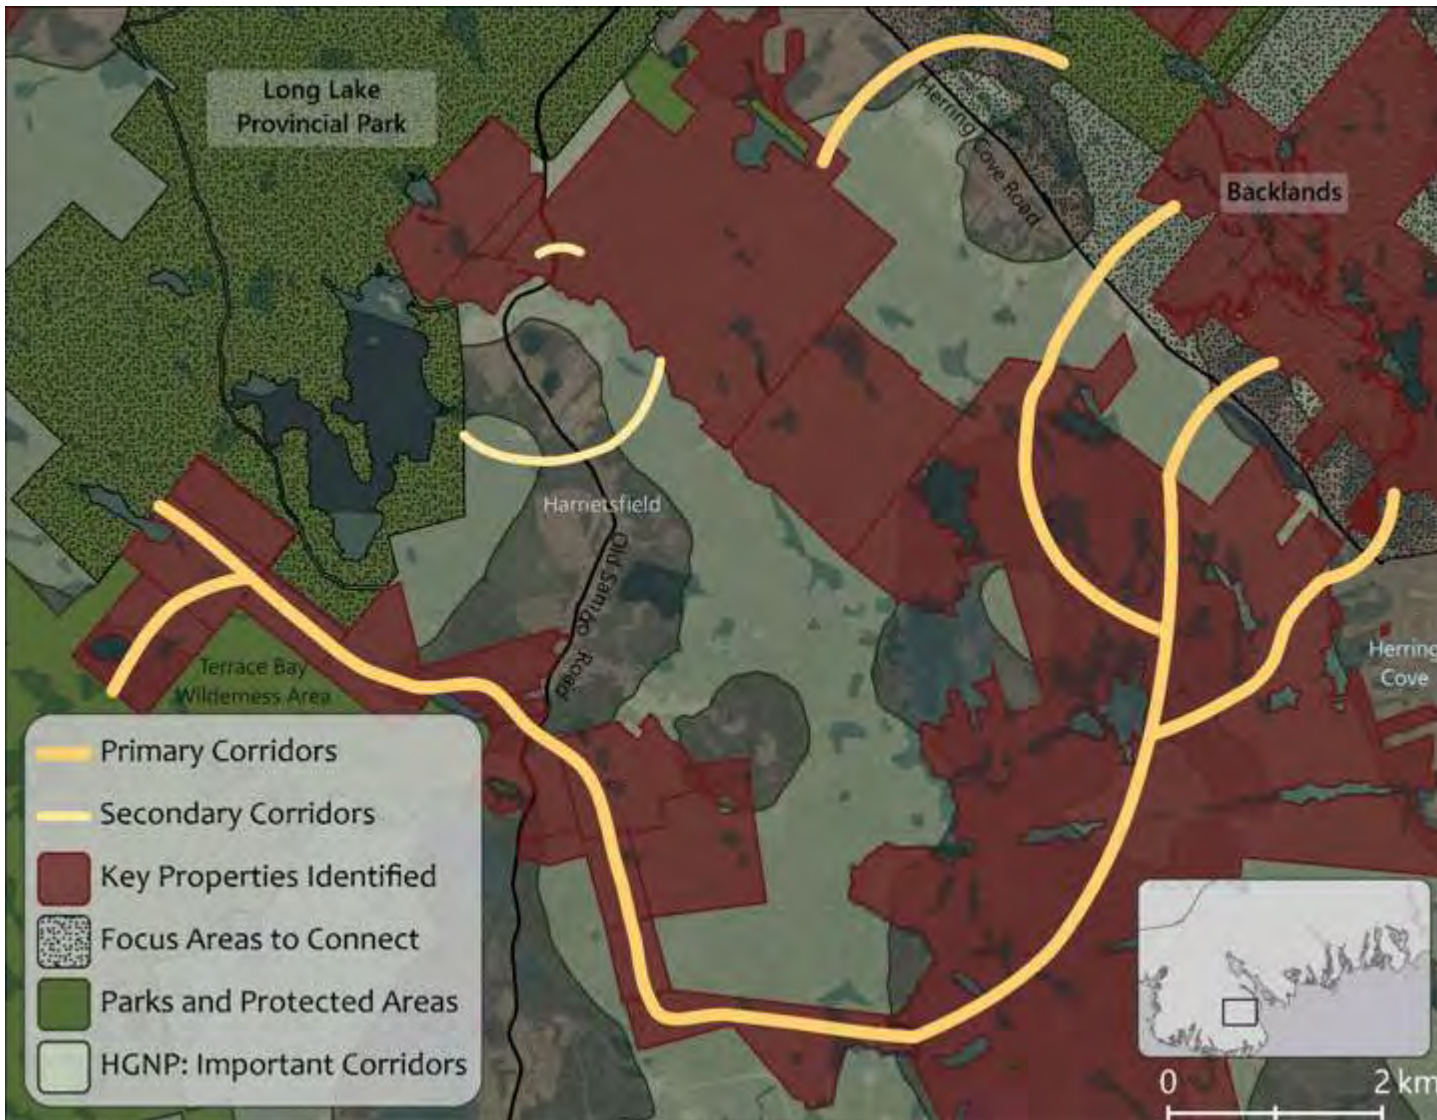 Long Lake
Provincial Park
Herring Cove Road
Backlands
Harrietsfield
Old Sambro Road
Terrace Bay
Wilderness Area
Herring
Cove
Primary Corridors
Secondary Corridors
Key Properties Identified
Focus Areas to Connect
Parks and Protected Areas
HGNP: Important Corridors
0 2 km